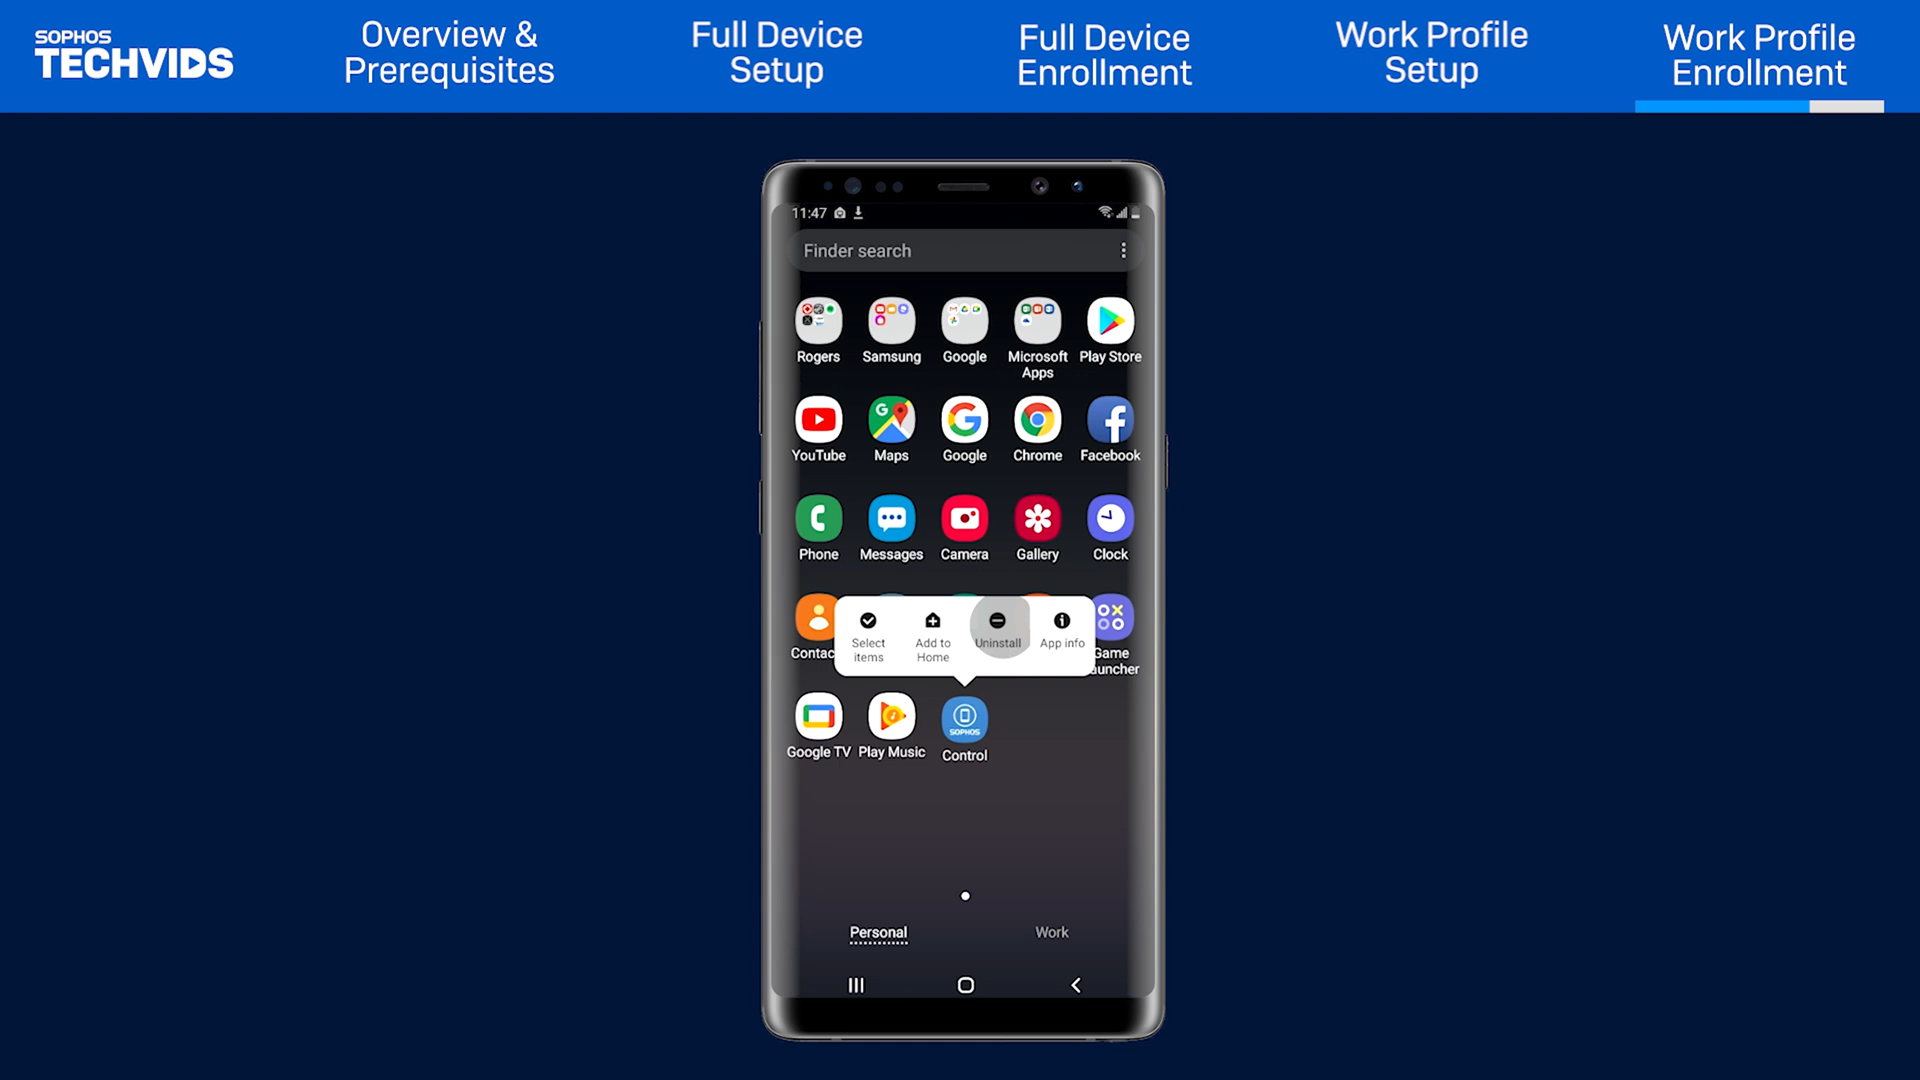 SOPHOS
TECHVIDS
Overview &
Prerequisites
Full Device
Setup
Full Device
Enrollment
Work Profile
Setup
Work Profile
Enrollment
11:47
Finder search
Rogers
Samsung
Google
Microsoft
Apps
Play Store
YouTube
Maps
Google
Chrome
Facebook
Phone
Messages
Camera
Gallery
Clock
Select
items
Add to
Home
Uninstall
App info
Contac
Game
auncher
SOPHOS
Google TV
Play Music
Control
Personal
Work